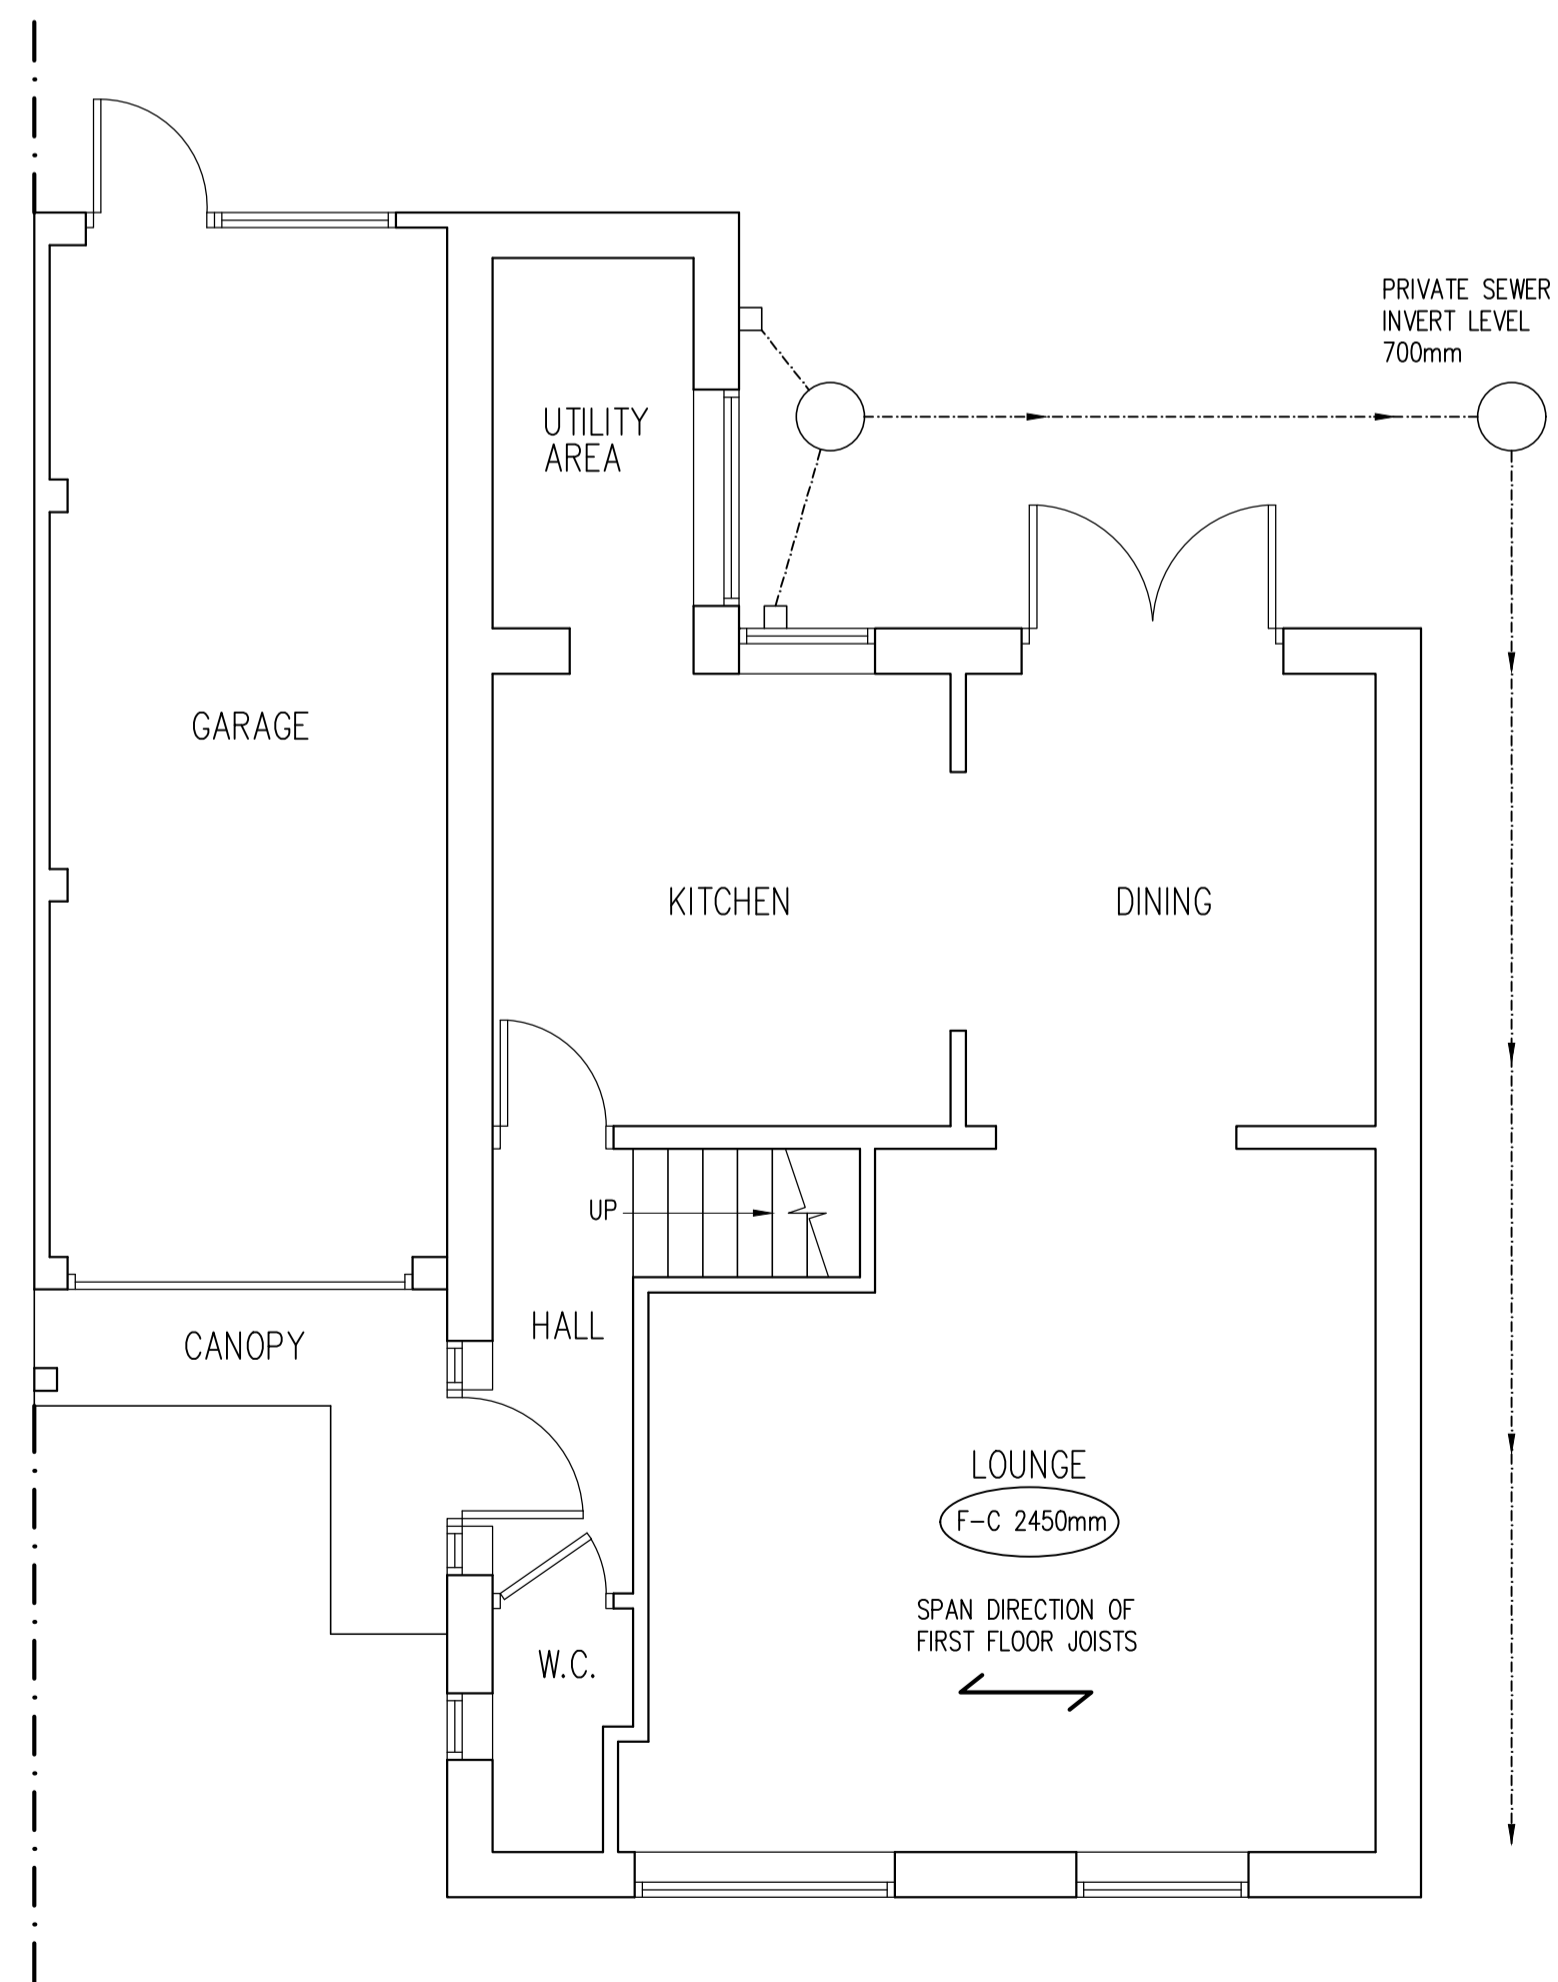 PRIVATE SEWER
INVERT LEVEL
700mm
UTILITY
AREA
GARAGE
KITCHEN
DINING
UP
HALL
CANOPY
LOUNGE
F-C 2450mm
SPAN DIRECTION OF
FIRST FLOOR JOISTS
W.C.